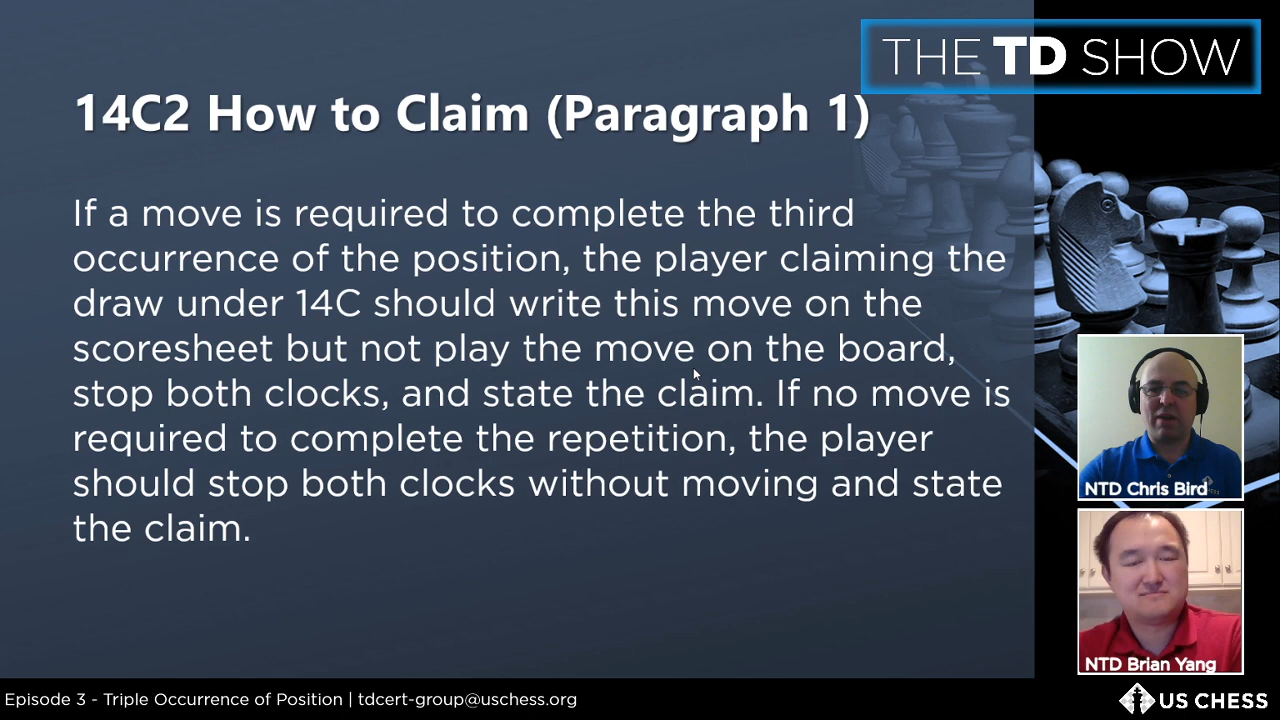 THE TD SHOW
14C2 How to Claim (Paragraph 1)
If a move is required to complete the third
occurrence of the position, the player claiming the
draw under 14C should write this move on the
scoresheet but not play the move on the board,
stop both clocks, and state the claim. If no move is
required to complete the repetition, the player
should stop both clocks without moving and state
the claim.
NTD Chris Bird
NTD Brian Yang
Episode 3 - Triple Occurrence of Position | tdcert-group@uschess.org
US CHESS